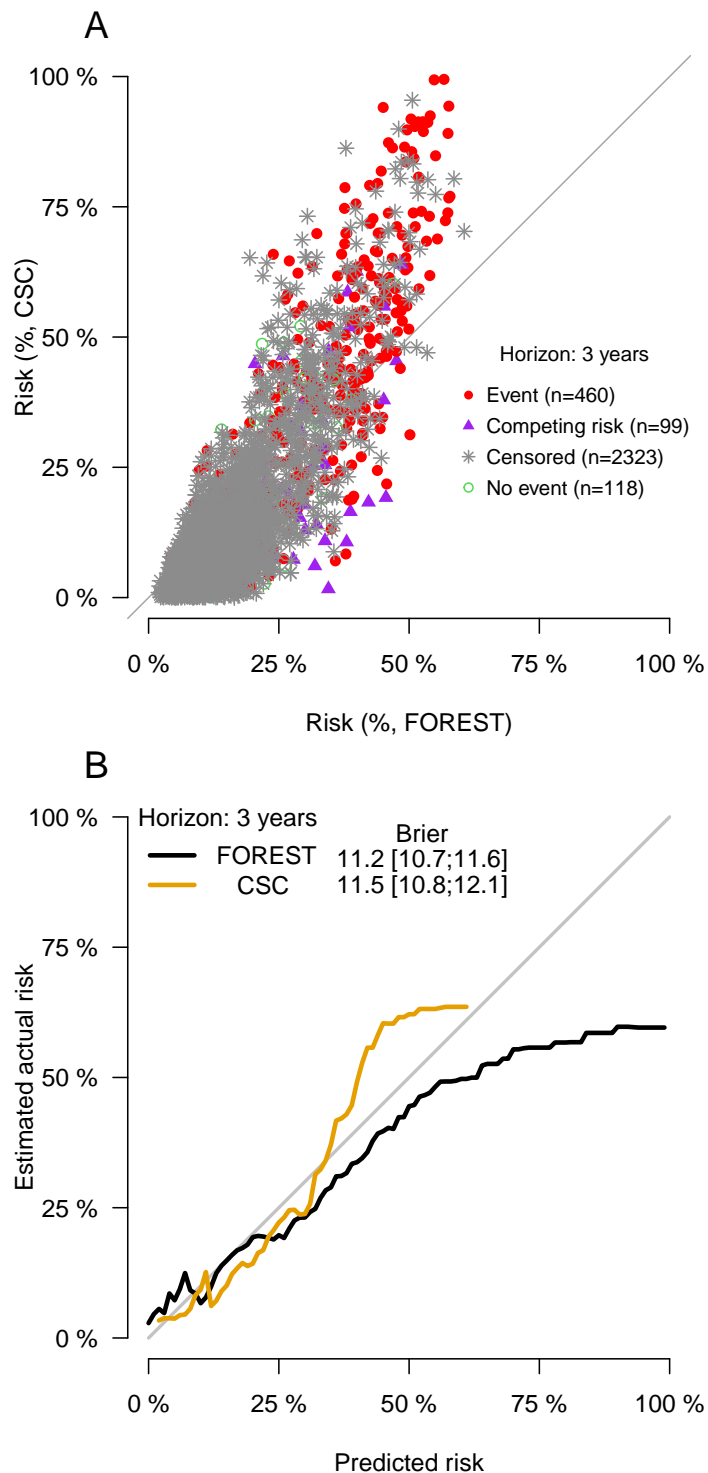 A
100 %
75 %
50 %
25 %
0 %
Risk (%, CSC)
Horizon: 3 years
Event (n=460)
Competing risk (n=99)
Censored (n=2323)
No event (n=118)
0 %
25 %
50 %
75 %
100 %
Risk (%, FOREST)
B
100 %
75 %
50 %
25 %
0 %
Estimated actual risk
Horizon: 3 years
Brier
FOREST 11.2 [10.7;11.6]
CSC 11.5 [10.8;12.1]
0 %
25 %
50 %
75 %
100 %
Predicted risk